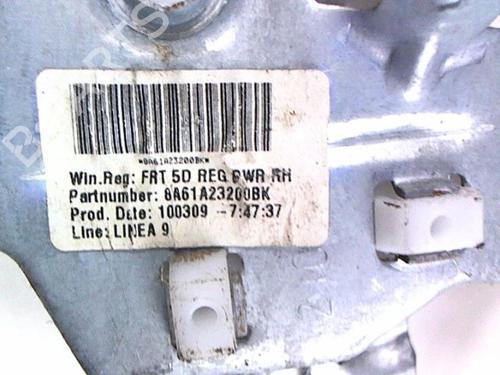 *8A61A23200BK*
Win.Reg: FRT 5D REG PWR RH
Partnumber: 8A61A23200BK
Prod. Date: 100309 -7:47:37
Line: LINEA 9